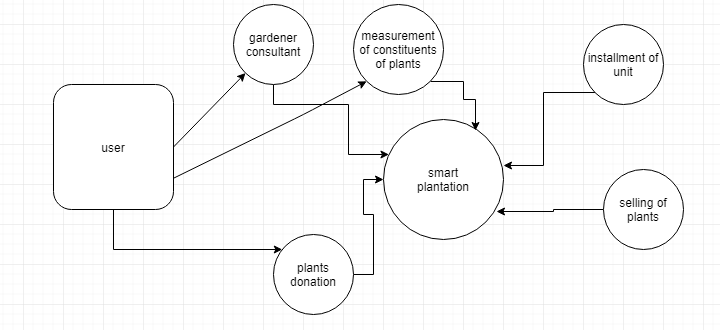 gardener
consultant
measurement
of constituents
of plants
installment of
unit
user
smart
plantation
selling of
plants
plants
donation